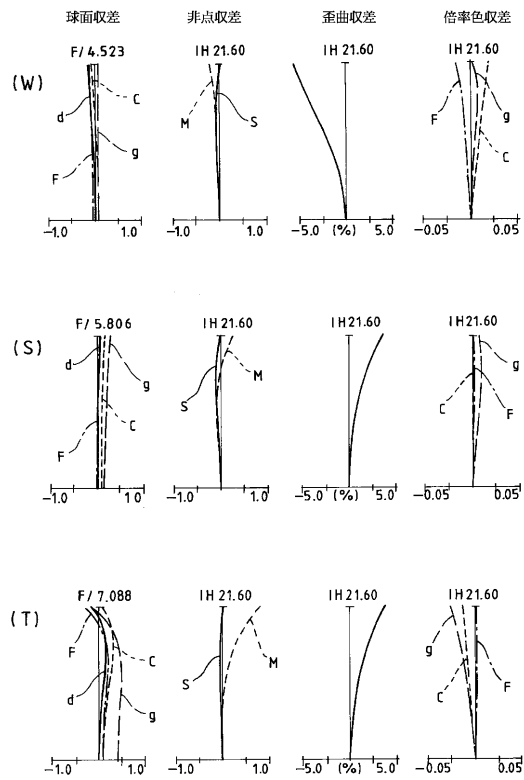 球面収差 非点収差 歪曲収差 倍率色収差
F/4.523 IH 21.60 IH 21.60 IH 21.60
(W)
d C g F
M S
F g C
-1.0 1.0 -1.0 1.0 -5.0 (%) 5.0 -0.05 0.05
F/5.806 IH 21.60 IH 21.60 IH 21.60
(S)
d g C F
S M
g C F
-1.0 1.0 -1.0 1.0 -5.0 (%) 5.0 -0.05 0.05
F/7.088 IH 21.60 IH 21.60 IH 21.60
(T)
F C d g
S M
g C F
-1.0 1.0 -1.0 1.0 -5.0 (%) 5.0 -0.05 0.05